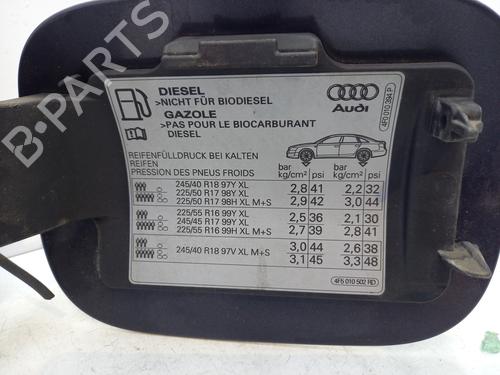 DIESEL
>NICHT FÜR BIODIESEL
GAZOLE
>PAS POUR LE BIOCARBURANT
DIESEL
Audi
4F0 010 394 P
REIFENFÜLLDRUCK BEI KALTEN
REIFEN
PRESSION DES PNEUS FROIDS
bar psi bar psi
kg/cm² kg/cm²
245/40 R18 97Y XL 2,8 41 2,2 32
225/50 R17 98Y XL
225/50 R17 98H XL M+S 2,9 42 3,0 44
225/55 R16 99Y XL 2,5 36 2,1 30
245/45 R17 99Y XL
225/55 R16 99H XL M+S 2,7 39 2,8 41
245/40 R18 97V XL M+S 3,0 44 2,6 38
3,1 45 3,3 48
4F5 010 502 RD
B-PARTS